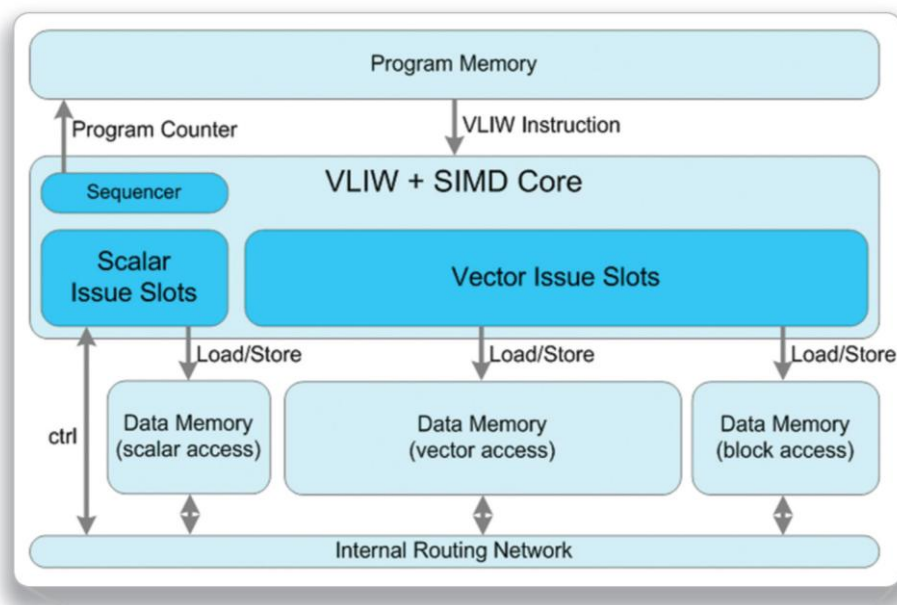 Program Memory
Program Counter
VLIW Instruction
VLIW + SIMD Core
Sequencer
Scalar
Issue Slots
Vector Issue Slots
Load/Store
Load/Store
Load/Store
ctrl
Data Memory
(scalar access)
Data Memory
(vector access)
Data Memory
(block access)
Internal Routing Network